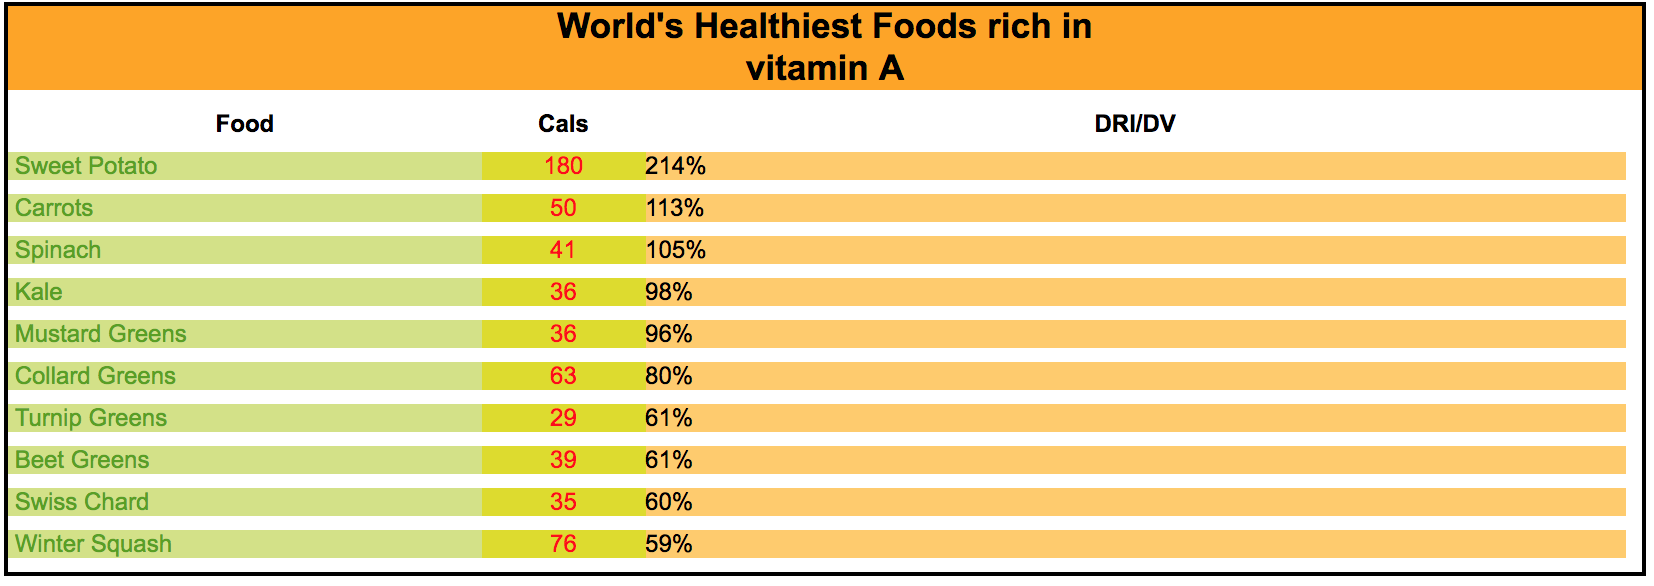 World's Healthiest Foods rich in
vitamin A
Food Cals DRI/DV
Sweet Potato 180 214%
Carrots 50 113%
Spinach 41 105%
Kale 36 98%
Mustard Greens 36 96%
Collard Greens 63 80%
Turnip Greens 29 61%
Beet Greens 39 61%
Swiss Chard 35 60%
Winter Squash 76 59%